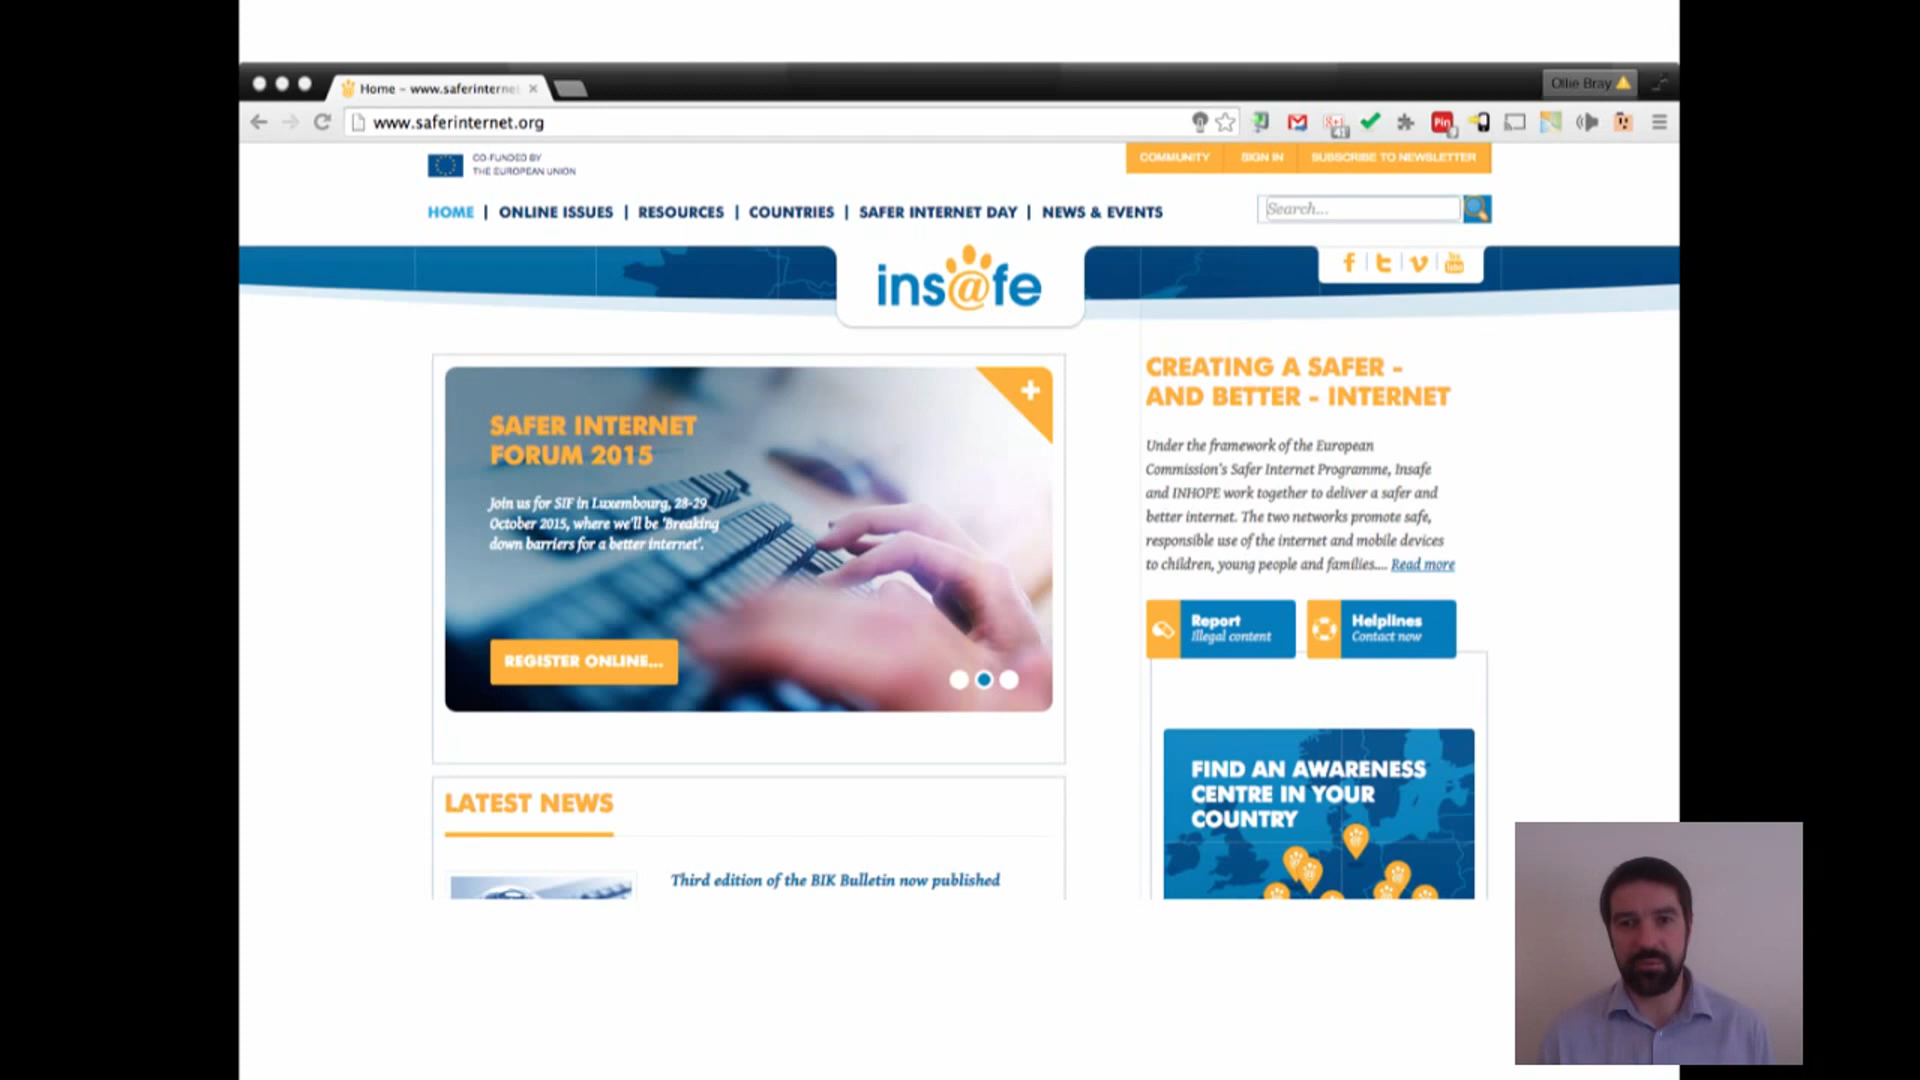 Home - www.saferinterne
Ollie Bray
www.saferinternet.org
CO-FUNDED BY
THE EUROPEAN UNION
COMMUNITY
SIGN IN
SUBSCRIBE TO NEWSLETTER
HOME | ONLINE ISSUES | RESOURCES | COUNTRIES | SAFER INTERNET DAY | NEWS & EVENTS
Search...
ins@fe
SAFER INTERNET
FORUM 2015
Join us for SIF in Luxembourg, 28-29
October 2015, where we'll be 'Breaking
down barriers for a better internet'.
REGISTER ONLINE...
CREATING A SAFER -
AND BETTER - INTERNET
Under the framework of the European
Commission's Safer Internet Programme, Insafe
and INHOPE work together to deliver a safer and
better internet. The two networks promote safe,
responsible use of the internet and mobile devices
to children, young people and families.... Read more
Report
Illegal content
Helplines
Contact now
FIND AN AWARENESS
CENTRE IN YOUR
COUNTRY
LATEST NEWS
Third edition of the BIK Bulletin now published